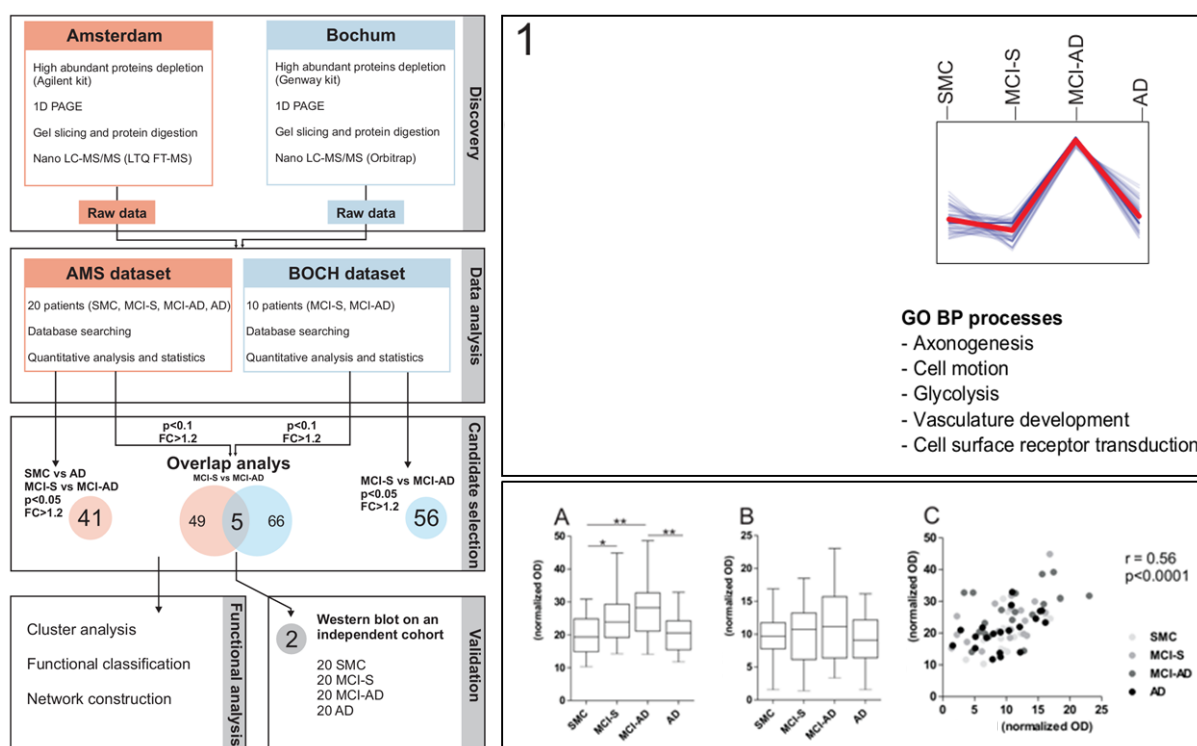 Amsterdam
High abundant proteins depletion
(Agilent kit)
1D PAGE
Gel slicing and protein digestion
Nano LC-MS/MS (LTQ FT-MS)
Raw data
Bochum
High abundant proteins depletion
(Genway kit)
1D PAGE
Gel slicing and protein digestion
Nano LC-MS/MS (Orbitrap)
Raw data
Discovery
AMS dataset
20 patients (SMC, MCI-S, MCI-AD, AD)
Database searching
Quantitative analysis and statistics
BOCH dataset
10 patients (MCI-S, MCI-AD)
Database searching
Quantitative analysis and statistics
Data analysis
p<0.1
FC>1.2
p<0.1
FC>1.2
SMC vs AD
MCI-S vs MCI-AD
p<0.05
FC>1.2
41
Overlap analys
MCI-S vs MCI-AD
49
5
66
MCI-S vs MCI-AD
p<0.05
FC>1.2
56
Candidate selection
Cluster analysis
Functional classification
Network construction
Functional analysis
2
Western blot on an
independent cohort
20 SMC
20 MCI-S
20 MCI-AD
20 AD
Validation
1
SMC
MCI-S
MCI-AD
AD
GO BP processes
- Axonogenesis
- Cell motion
- Glycolysis
- Vasculature development
- Cell surface receptor transduction
A
(normalized OD)
50
40
30
20
10
0
**
*
**
SMC
MCI-S
MCI-AD
AD
B
(normalized OD)
25
20
15
10
5
0
SMC
MCI-S
MCI-AD
AD
C
(normalized OD)
50
40
30
20
10
0
0
5
10
15
20
25
(normalized OD)
r = 0.56
p<0.0001
SMC
MCI-S
MCI-AD
AD